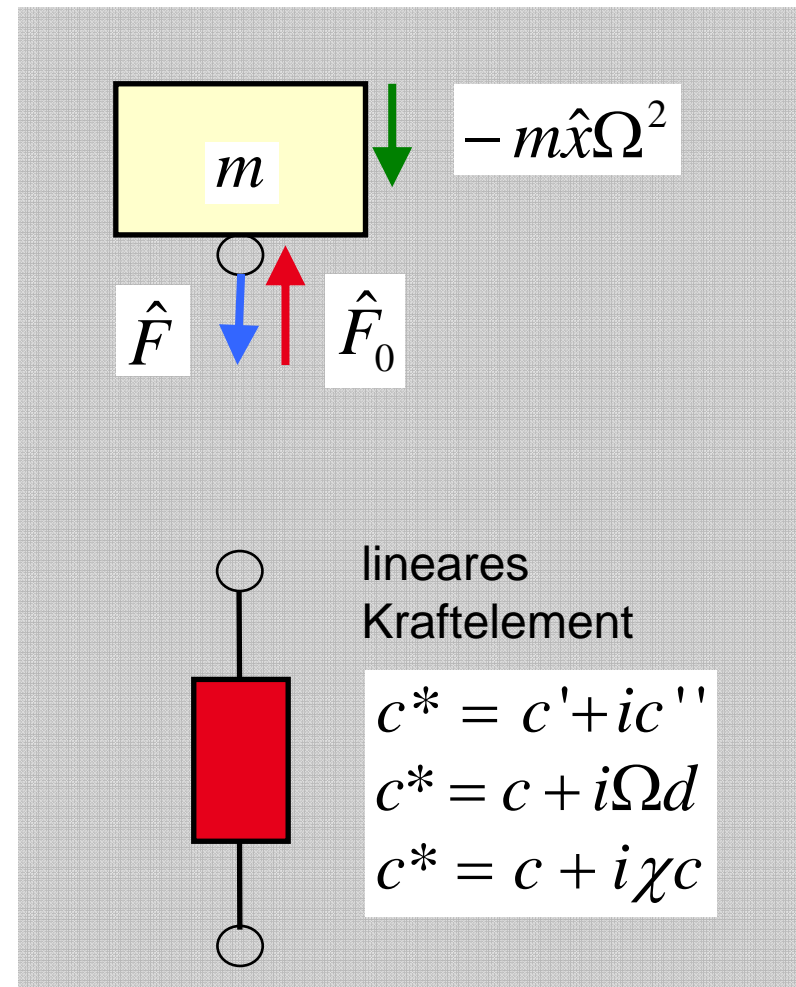 − m x̂ Ω²
m
F̂ F̂₀
lineares
Kraftelement
c* = c'+ic''
c* = c + iΩd
c* = c + iχc